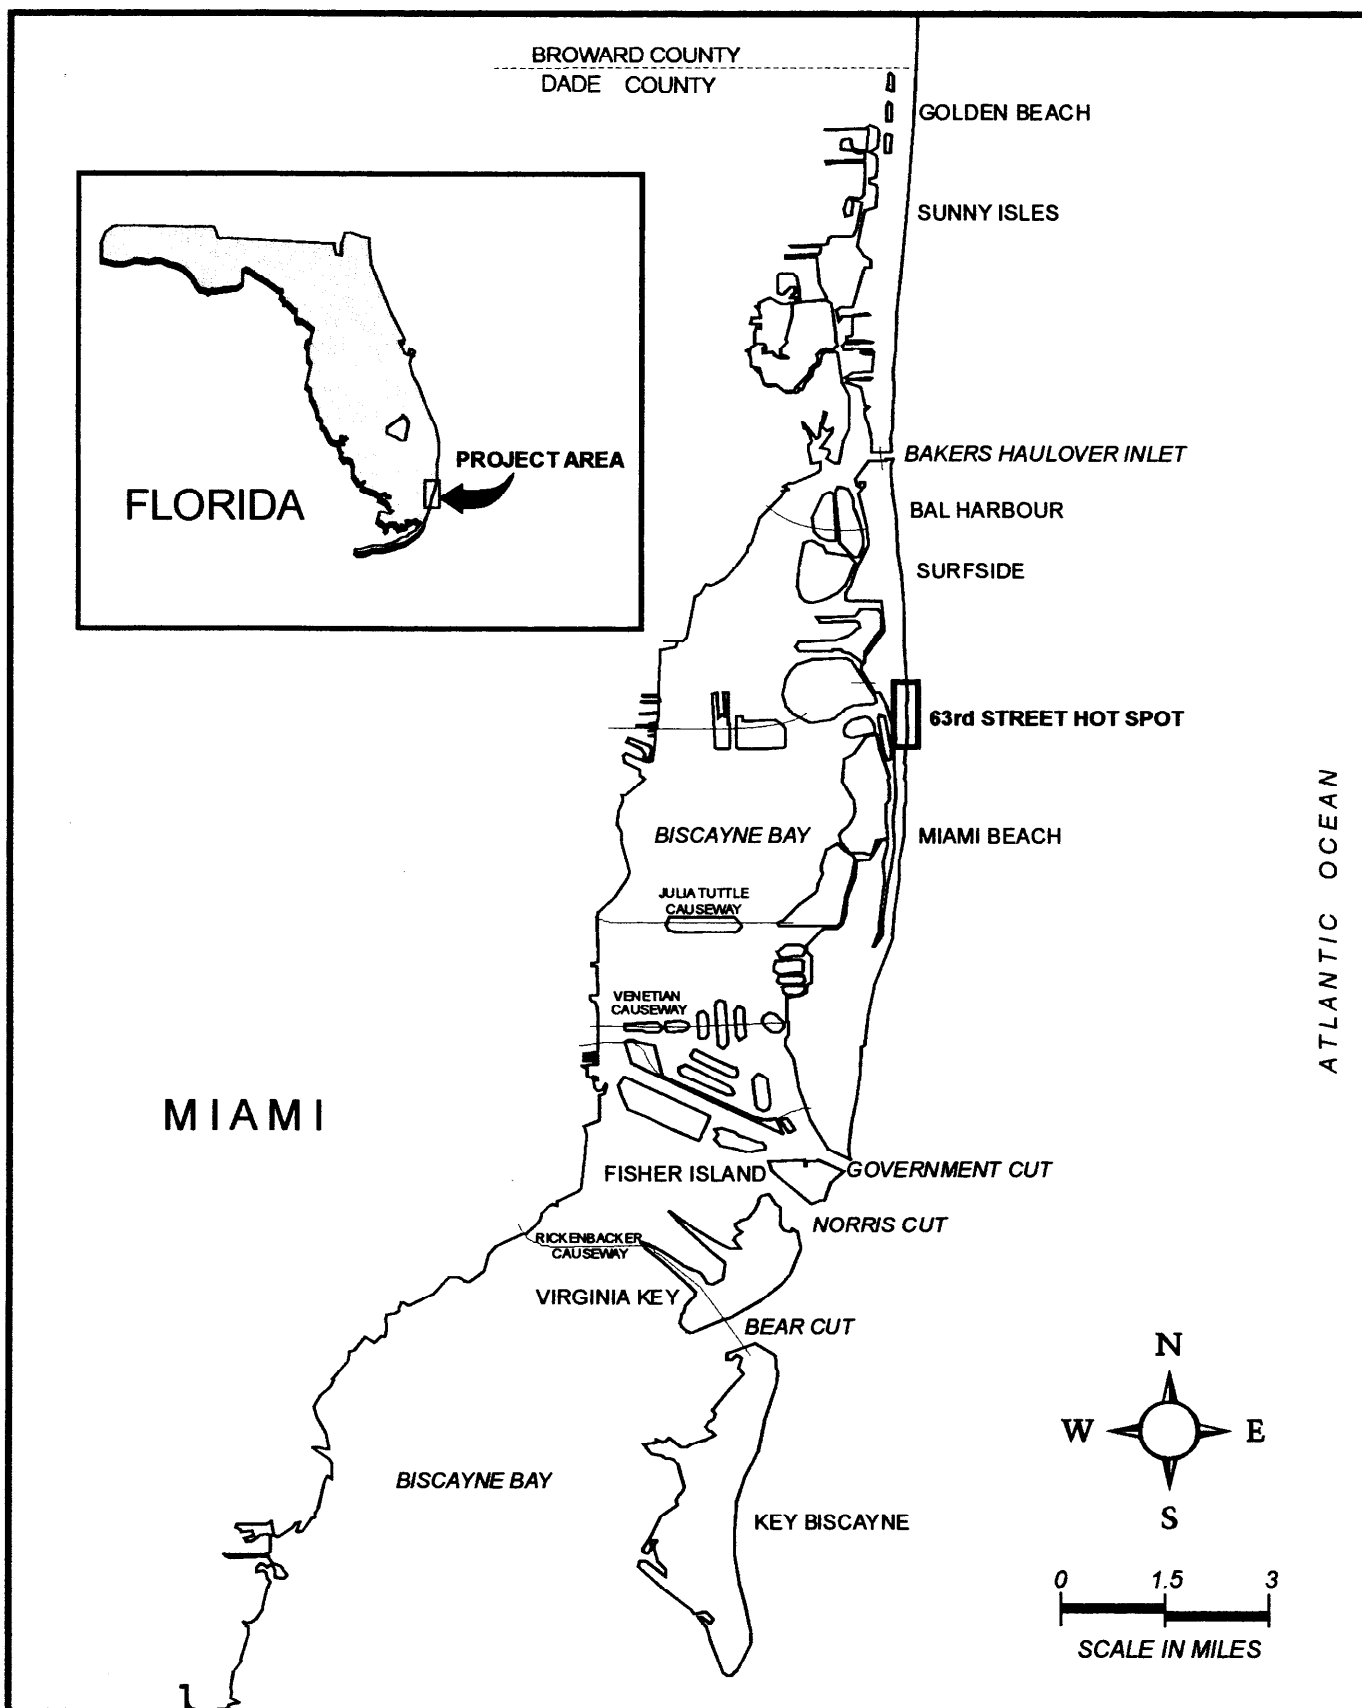 BROWARD COUNTY
DADE COUNTY
GOLDEN BEACH
SUNNY ISLES
BAKERS HAULOVER INLET
PROJECT AREA
FLORIDA
BAL HARBOUR
SURFSIDE
63rd STREET HOT SPOT
BISCAYNE BAY
MIAMI BEACH
ATLANTIC OCEAN
JULIA TUTTLE
CAUSEWAY
VENETIAN
CAUSEWAY
MIAMI
FISHER ISLAND
GOVERNMENT CUT
NORRIS CUT
RICKENBACKER
CAUSEWAY
VIRGINIA KEY
BEAR CUT
N
W E
S
BISCAYNE BAY
KEY BISCAYNE
0 1.5 3
SCALE IN MILES